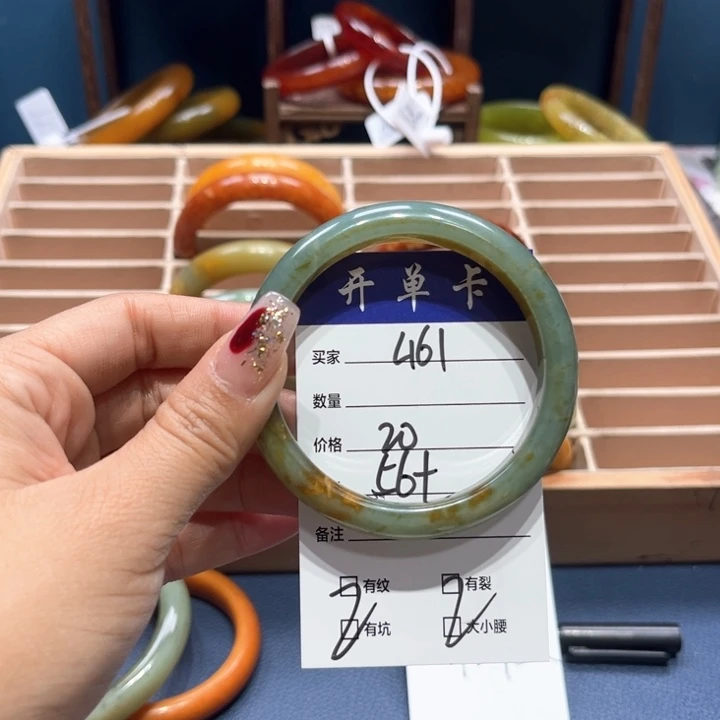 开单卡
买家 461
数量
价格 20
56+
备注
有纹 有裂
有坑 大小腰